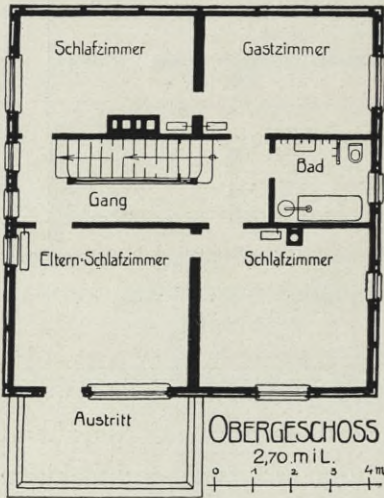 Schlafzimmer
Gastzimmer
Bad
Gang
Eltern-Schlafzimmer
Schlafzimmer
Austritt
OBERGESCHOSS
2,70 m i L.
0 1 2 3 4 m